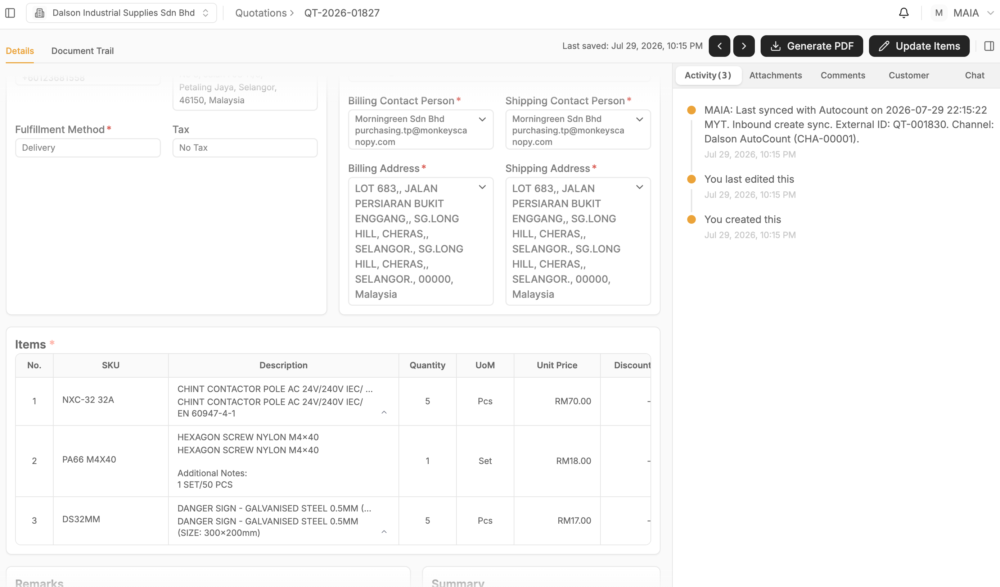 Dalson Industrial Supplies Sdn Bhd
Quotations
QT-2026-01827
M
MAIA
Details
Document Trail
Last saved: Jul 29, 2026, 10:15 PM
Generate PDF
Update Items
+60123681558
Petaling Jaya, Selangor,
46150, Malaysia
Fulfillment Method*
Delivery
Tax
No Tax
Billing Contact Person*
Morningreen Sdn Bhd
purchasing.tp@monkeysca
nopy.com
Shipping Contact Person*
Morningreen Sdn Bhd
purchasing.tp@monkeysca
nopy.com
Billing Address*
LOT 683,, JALAN
PERSIARAN BUKIT
ENGGANG,, SG.LONG
HILL, CHERAS,,
SELANGOR., SG.LONG
HILL, CHERAS,,
SELANGOR., 00000,
Malaysia
Shipping Address*
LOT 683,, JALAN
PERSIARAN BUKIT
ENGGANG,, SG.LONG
HILL, CHERAS,,
SELANGOR., SG.LONG
HILL, CHERAS,,
SELANGOR., 00000,
Malaysia
Items *
No. SKU Description Quantity UoM Unit Price Discount
1 NXC-32 32A
CHINT CONTACTOR POLE AC 24V/240V IEC/ ...
CHINT CONTACTOR POLE AC 24V/240V IEC/
EN 60947-4-1
5 Pcs RM70.00 -
2 PA66 M4X40
HEXAGON SCREW NYLON M4×40
HEXAGON SCREW NYLON M4×40
Additional Notes:
1 SET/50 PCS
1 Set RM18.00 -
3 DS32MM
DANGER SIGN - GALVANISED STEEL 0.5MM (...
DANGER SIGN - GALVANISED STEEL 0.5MM
(SIZE: 300×200mm)
5 Pcs RM17.00 -
Remarks
Summary
Activity(3)
Attachments
Comments
Customer
Chat
MAIA: Last synced with Autocount on 2026-07-29 22:15:22
MYT. Inbound create sync. External ID: QT-001830. Channel:
Dalson AutoCount (CHA-00001).
Jul 29, 2026, 10:15 PM
You last edited this
Jul 29, 2026, 10:15 PM
You created this
Jul 29, 2026, 10:15 PM